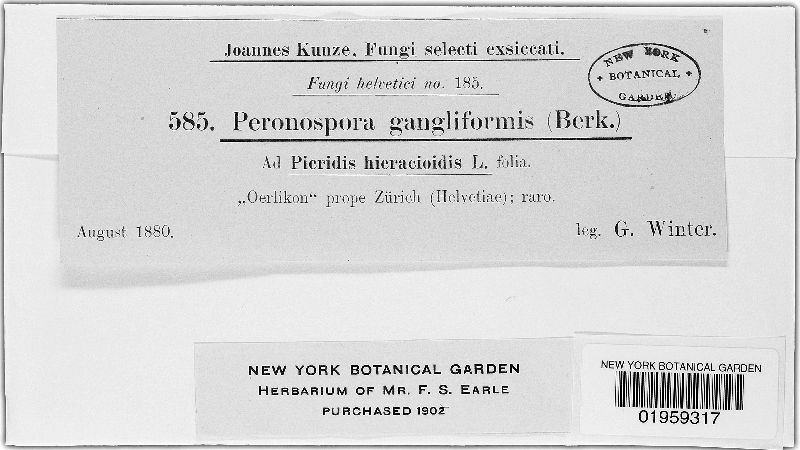 Joannes Kunze, Fungi selecti exsiccati.
Fungi helvetici no. 185.
NEW YORK
BOTANICAL
GARDEN
585. Peronospora gangliformis (Berk.)
Ad Picridis hieracioidis L. folia.
„Oerlikon“ prope Zürich (Helvetiae); raro.
August 1880.
leg. G. Winter.
NEW YORK BOTANICAL GARDEN
HERBARIUM OF MR. F. S. EARLE
PURCHASED 1902
NEW YORK BOTANICAL GARDEN
01959317